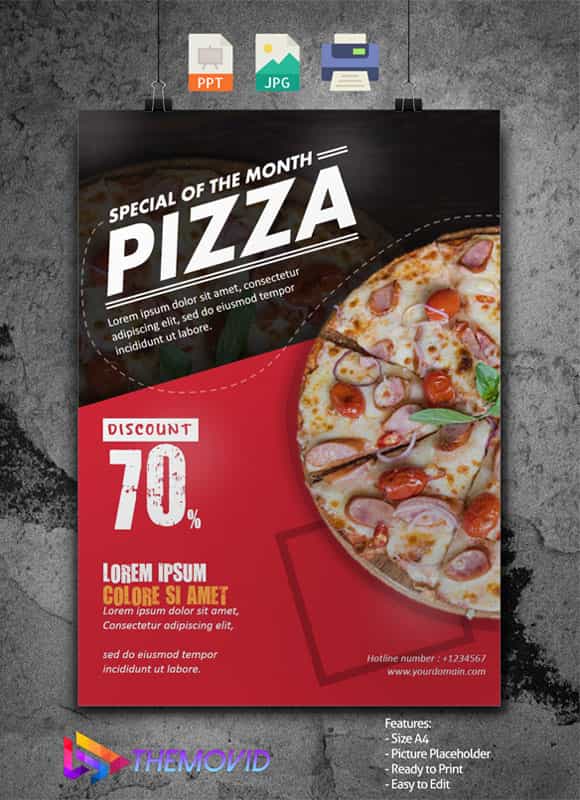 PPT
JPG
SPECIAL OF THE MONTH
PIZZA
Lorem ipsum dolor sit amet, consectetur
adipiscing elit, sed do eiusmod tempor
incididunt ut labore.
DISCOUNT
70%
LOREM IPSUM
COLORE SI AMET
Lorem ipsum dolor sit amet,
Consectetur adipiscing elit,
sed do eiusmod tempor
incididunt ut labore.
Hotline number : +1234567
www.yourdomain.com
THEMOVID
Features:
- Size A4
- Picture Placeholder
- Ready to Print
- Easy to Edit